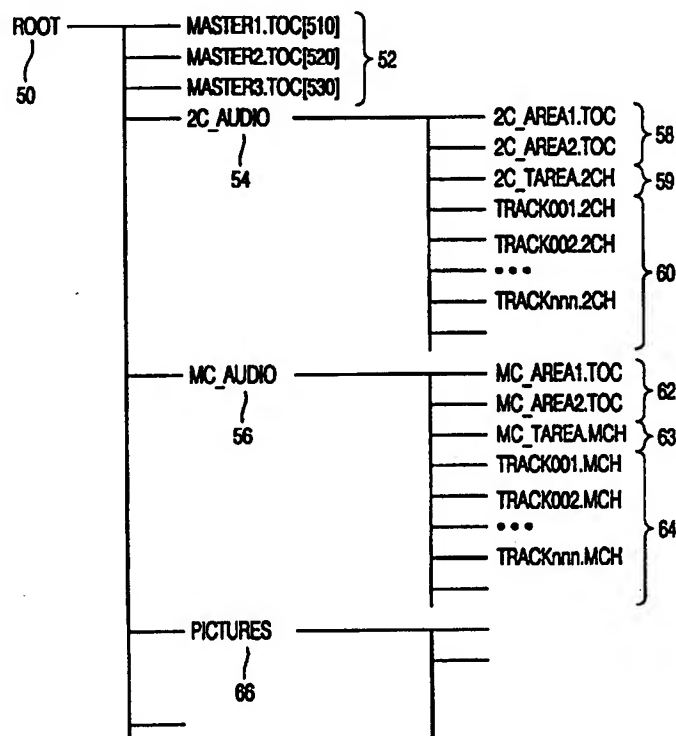 ROOT
50
MASTER1.TOC[510]
MASTER2.TOC[520]
MASTER3.TOC[530]
52
2C_AUDIO
54
2C_AREA1.TOC
2C_AREA2.TOC
58
2C_TAREA.2CH
59
TRACK001.2CH
TRACK002.2CH
•••
TRACKnnn.2CH
60
MC_AUDIO
56
MC_AREA1.TOC
MC_AREA2.TOC
62
MC_TAREA.MCH
63
TRACK001.MCH
TRACK002.MCH
•••
TRACKnnn.MCH
64
PICTURES
66